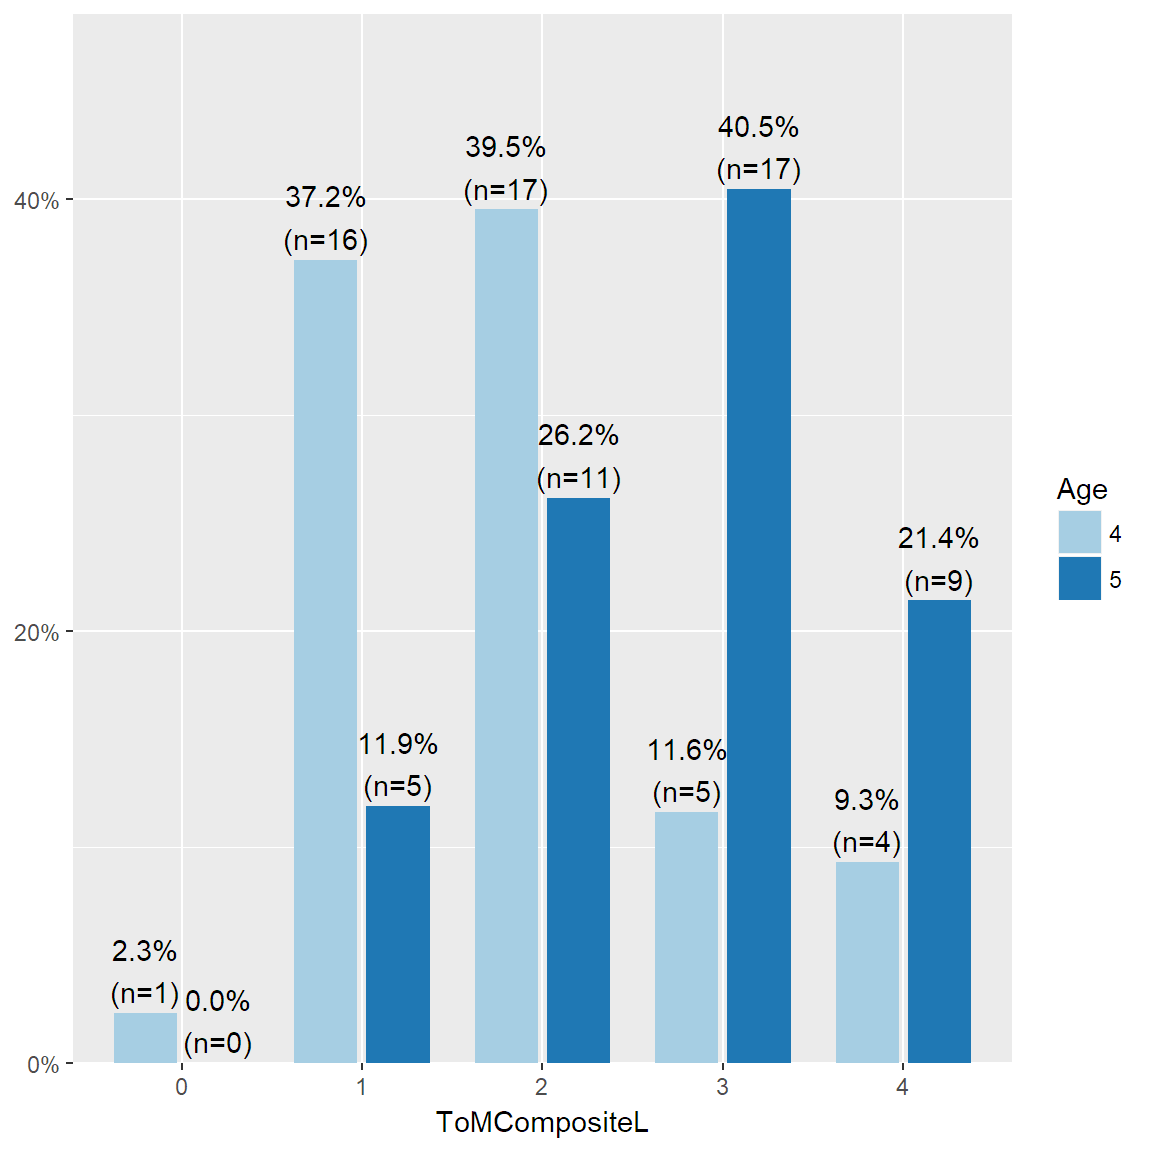 40%
20%
0%
2.3%
(n=1)
0.0%
(n=0)
37.2%
(n=16)
11.9%
(n=5)
39.5%
(n=17)
26.2%
(n=11)
11.6%
(n=5)
40.5%
(n=17)
9.3%
(n=4)
21.4%
(n=9)
0
1
2
3
4
ToMCompositeL
Age
4
5